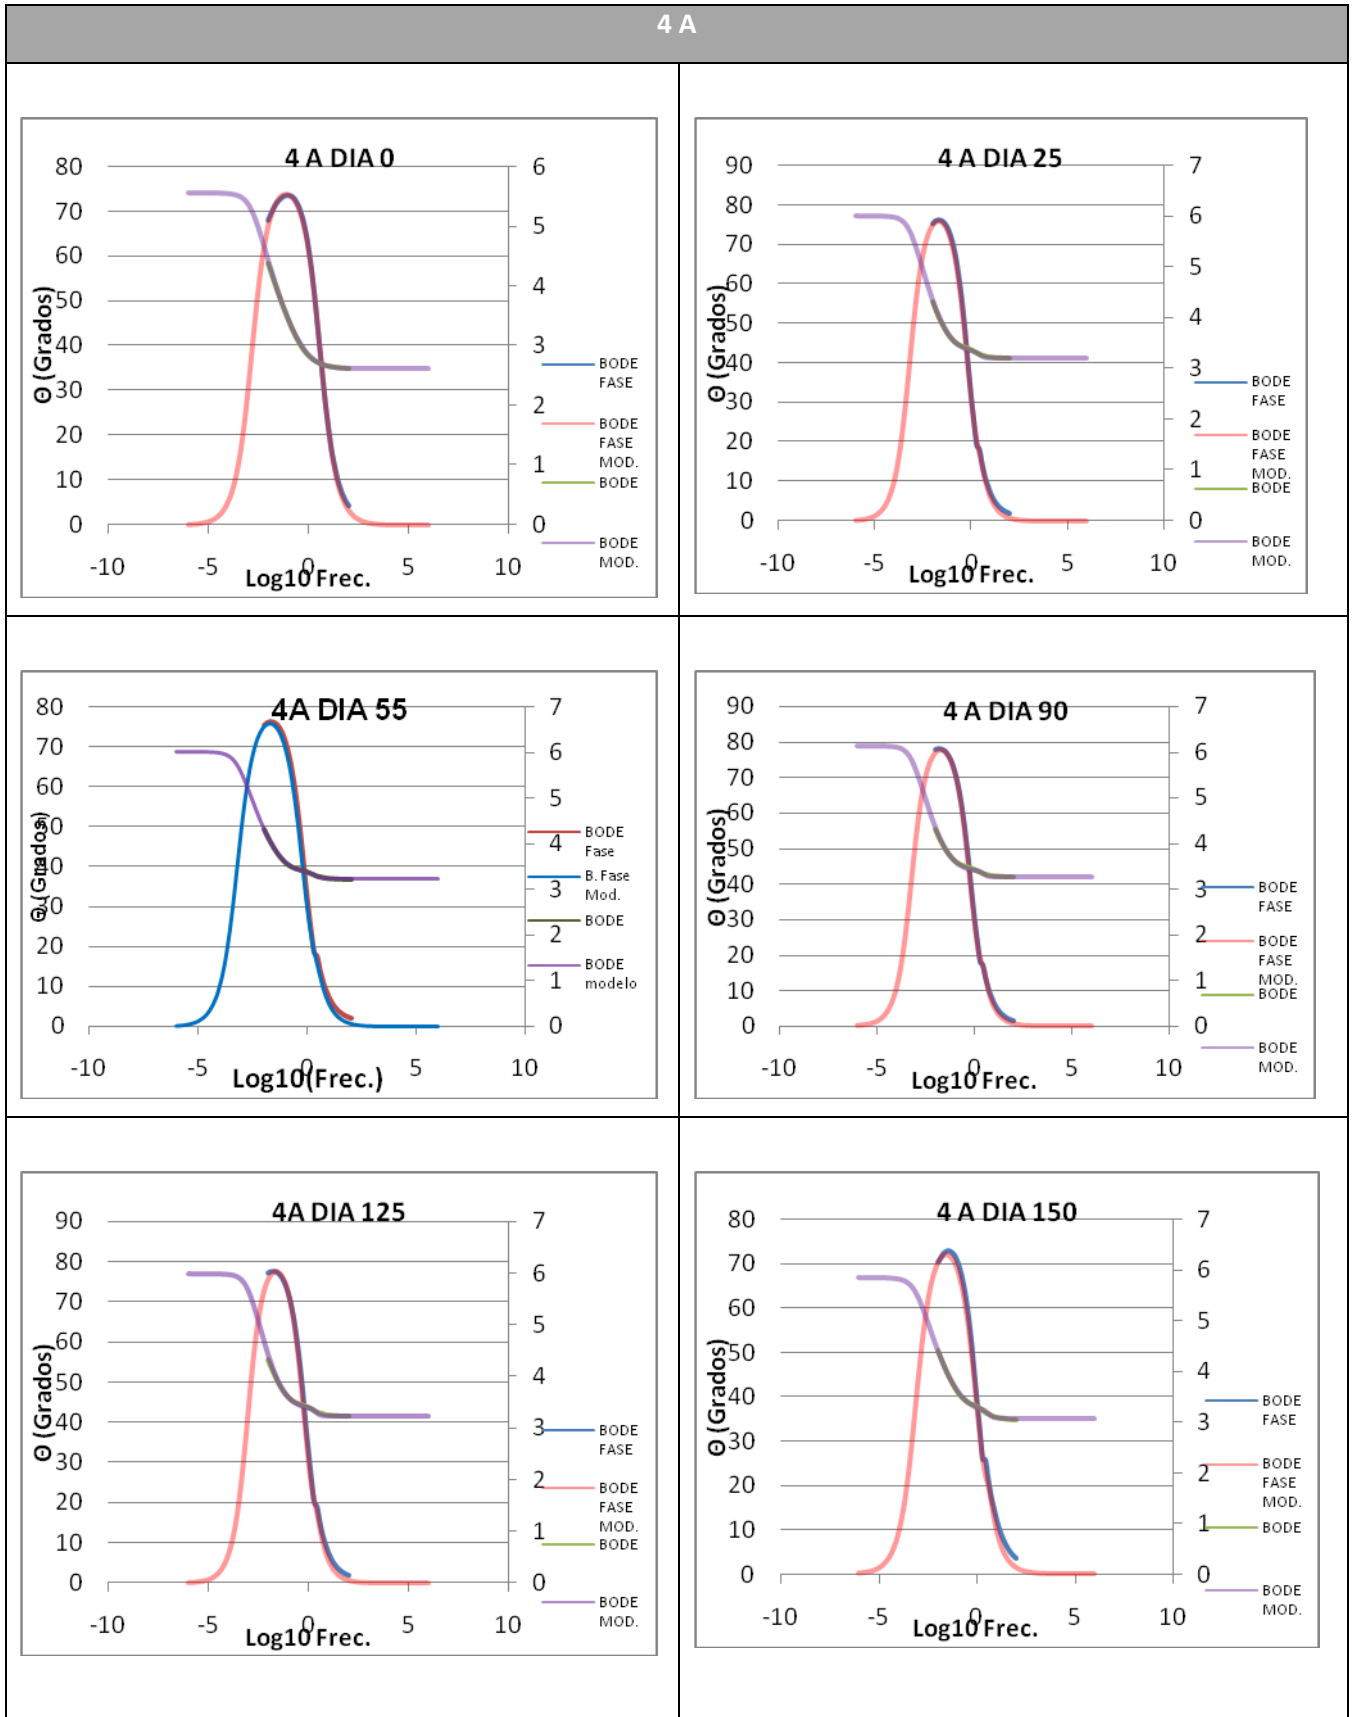 4 A
4 A DIA 0
80
70
60
50
40
30
20
10
0
6
5
4
3
2
1
0
-10
-5
0
5
10
Θ (Grados)
Log10 Frec.
BODE
FASE
BODE
FASE
MOD.
BODE
BODE
MOD.
4 A DIA 25
90
80
70
60
50
40
30
20
10
0
7
6
5
4
3
2
1
0
-10
-5
0
5
10
Θ (Grados)
Log10 Frec.
BODE
FASE
BODE
FASE
MOD.
BODE
BODE
MOD.
4A DIA 55
80
70
60
50
40
30
20
10
0
7
6
5
4
3
2
1
0
-10
-5
0
5
10
Θ (Grados)
Log10(Frec.)
BODE
Fase
B. Fase
Mod.
BODE
BODE
modelo
4 A DIA 90
90
80
70
60
50
40
30
20
10
0
7
6
5
4
3
2
1
0
-10
-5
0
5
10
Θ (Grados)
Log10 Frec.
BODE
FASE
BODE
FASE
MOD.
BODE
BODE
MOD.
4A DIA 125
90
80
70
60
50
40
30
20
10
0
7
6
5
4
3
2
1
0
-10
-5
0
5
10
Θ (Grados)
Log10 Frec.
BODE
FASE
BODE
FASE
MOD.
BODE
BODE
MOD.
4 A DIA 150
80
70
60
50
40
30
20
10
0
7
6
5
4
3
2
1
0
-10
-5
0
5
10
Θ (Grados)
Log10 Frec.
BODE
FASE
BODE
FASE
MOD.
BODE
BODE
MOD.